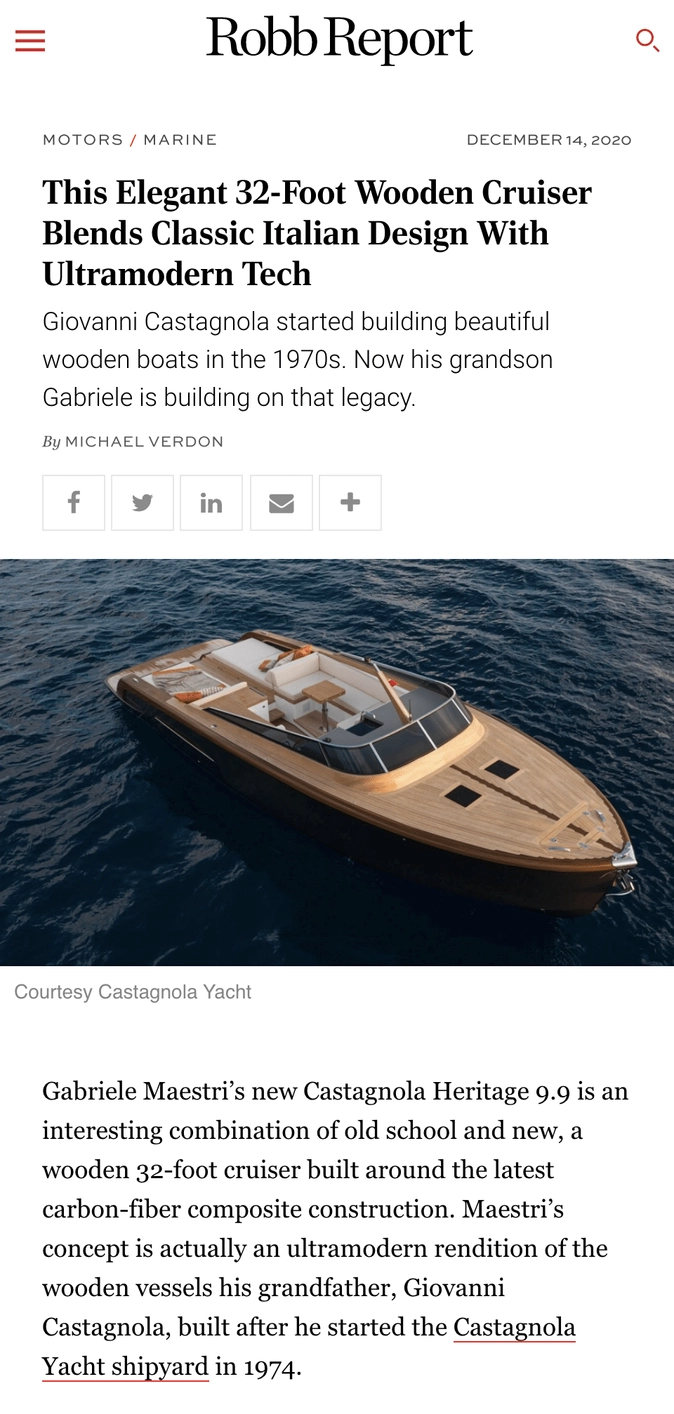 Robb Report
MOTORS / MARINE
DECEMBER 14, 2020
This Elegant 32-Foot Wooden Cruiser
Blends Classic Italian Design With
Ultramodern Tech
Giovanni Castagnola started building beautiful
wooden boats in the 1970s. Now his grandson
Gabriele is building on that legacy.
By MICHAEL VERDON
Courtesy Castagnola Yacht
Gabriele Maestri’s new Castagnola Heritage 9.9 is an
interesting combination of old school and new, a
wooden 32-foot cruiser built around the latest
carbon-fiber composite construction. Maestri’s
concept is actually an ultramodern rendition of the
wooden vessels his grandfather, Giovanni
Castagnola, built after he started the Castagnola
Yacht shipyard in 1974.